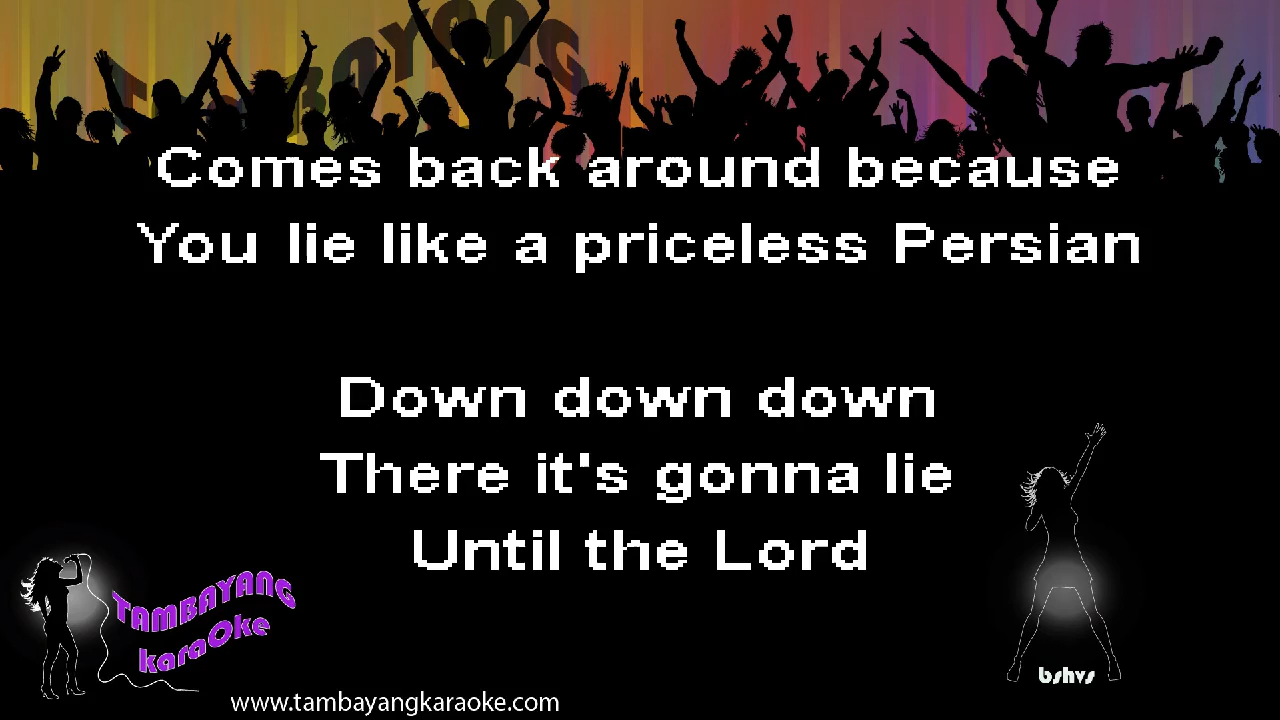 TAMBAYANG
Comes back around because
You lie like a priceless Persian
Down down down
There it's gonna lie
Until the Lord
TAMBAYANG
karaOke
bshvs
www.tambayangkaraoke.com